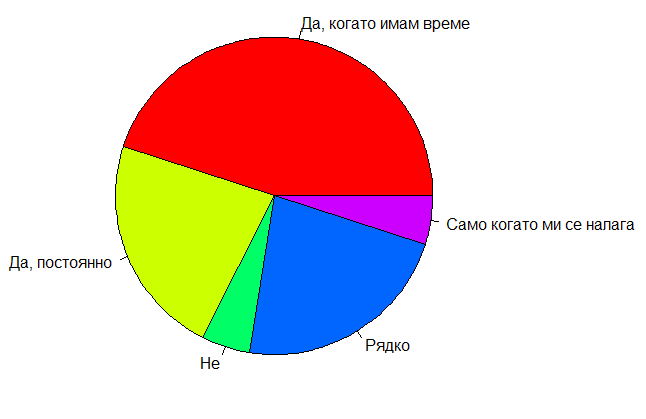 Да, когато имам време
Само когато ми се налага
Да, постоянно
Рядко
Не